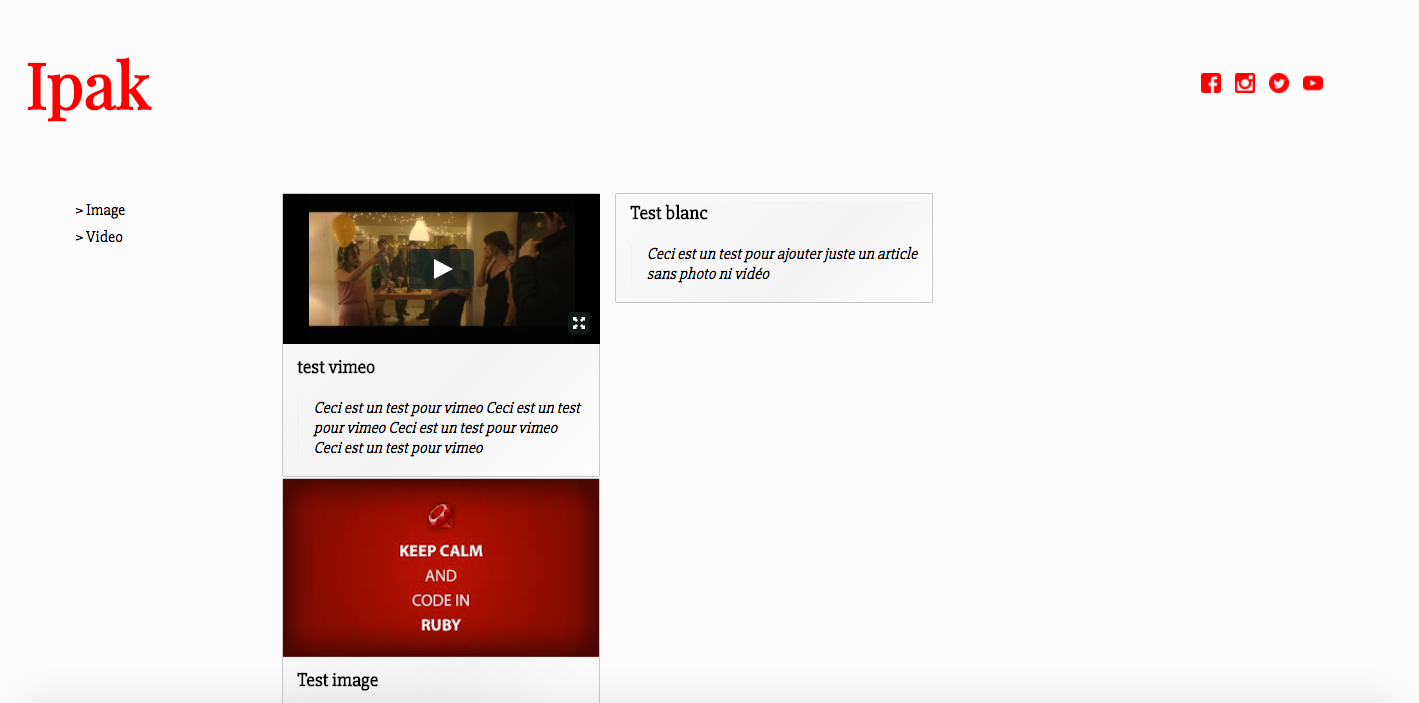 Ipak
> Image
> Video
test vimeo
Ceci est un test pour vimeo Ceci est un test
pour vimeo Ceci est un test pour vimeo
Ceci est un test pour vimeo
KEEP CALM
AND
CODE IN
RUBY
Test image
Test blanc
Ceci est un test pour ajouter juste un article
sans photo ni vidéo